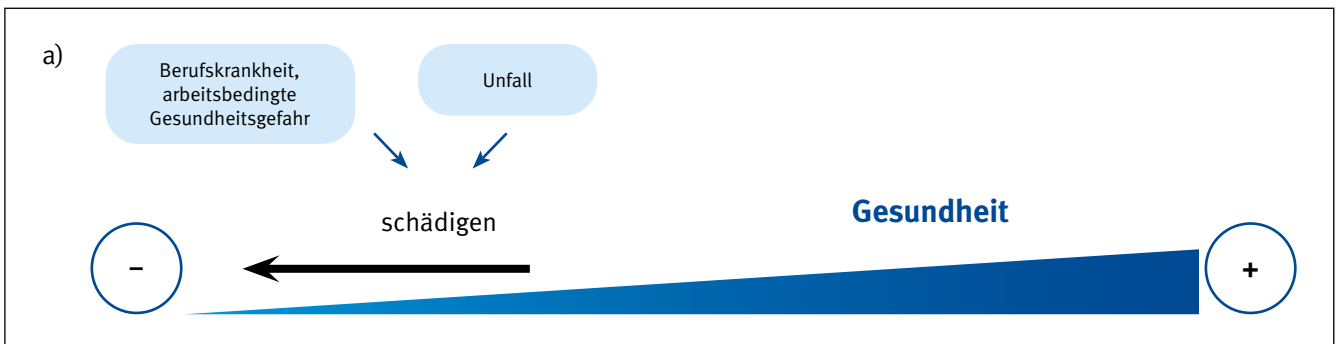 a)
Berufskrankheit,
arbeitsbedingte
Gesundheitsgefahr
Unfall
schädigen
Gesundheit
–
+